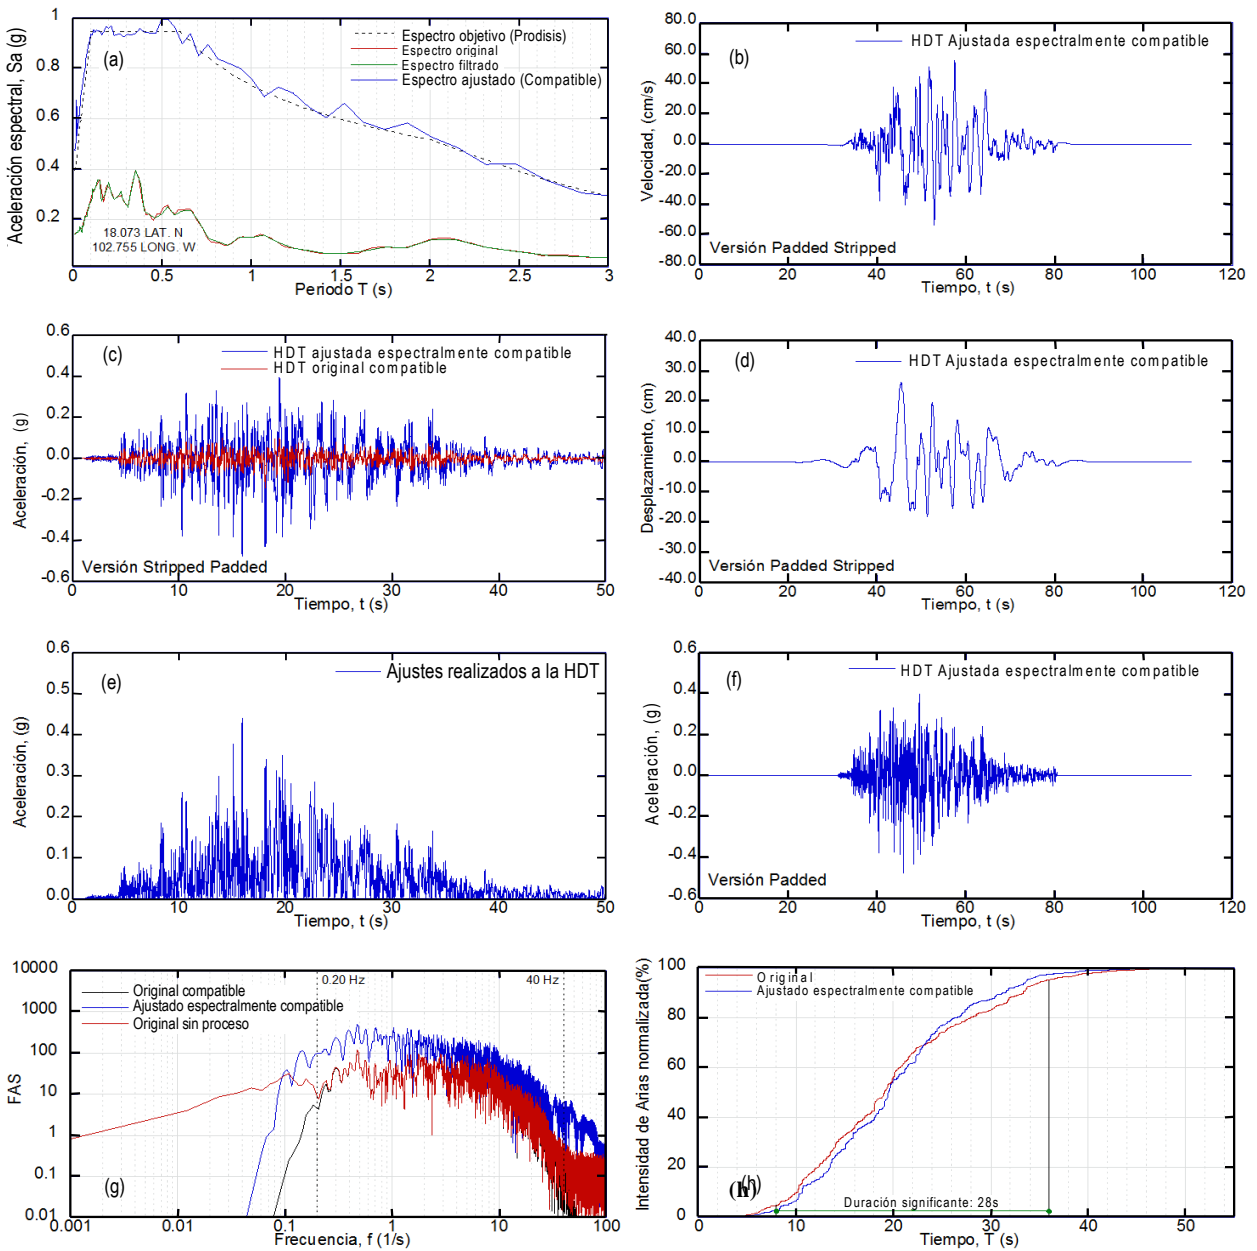 Aceleración espectral, Sa (g)
1
0.8
0.6
0.4
0.2
(a)
Espectro objetivo (Prodisis)
Espectro original
Espectro filtrado
Espectro ajustado (Compatible)
18.073 LAT. N
102.755 LONG. W
0 0.5 1 1.5 2 2.5 3
Periodo T (s)
Velocidad, (cm/s)
80.0
60.0
40.0
20.0
0.0
-20.0
-40.0
-60.0
-80.0
(b)
HDT Ajustada espectralmente compatible
Versión Padded Stripped
0 20 40 60 80 100 120
Tiempo, t (s)
Aceleración, (g)
0.6
0.4
0.2
0.0
-0.2
-0.4
-0.6
(c)
HDT ajustada espectralmente compatible
HDT original compatible
Versión Stripped Padded
0 10 20 30 40 50
Tiempo, t (s)
Desplazamiento, (cm)
40.0
30.0
20.0
10.0
0.0
-10.0
-20.0
-30.0
-40.0
(d)
HDT Ajustada espectralmente compatible
Versión Padded Stripped
0 20 40 60 80 100 120
Tiempo, t (s)
Aceleración, (g)
0.6
0.5
0.4
0.3
0.2
0.1
0.0
(e)
Ajustes realizados a la HDT
0 10 20 30 40 50
Tiempo, t (s)
Aceleración, (g)
0.6
0.4
0.2
0.0
-0.2
-0.4
-0.6
(f)
HDT Ajustada espectralmente compatible
Versión Padded
0 20 40 60 80 100 120
Tiempo, t (s)
FAS
10000
1000
100
10
1
0.1
0.01
Original compatible
Ajustado espectralmente compatible
Original sin proceso
0.20 Hz
40 Hz
(g)
0.001 0.01 0.1 1 10 100
Frecuencia, f (1/s)
Intensidad de Arias normalizada(%)
100
80
60
40
20
0
Original
Ajustado espectralmente compatible
(h)
(h)
Duración significante: 28s
0 10 20 30 40 50
Tiempo, T (s)